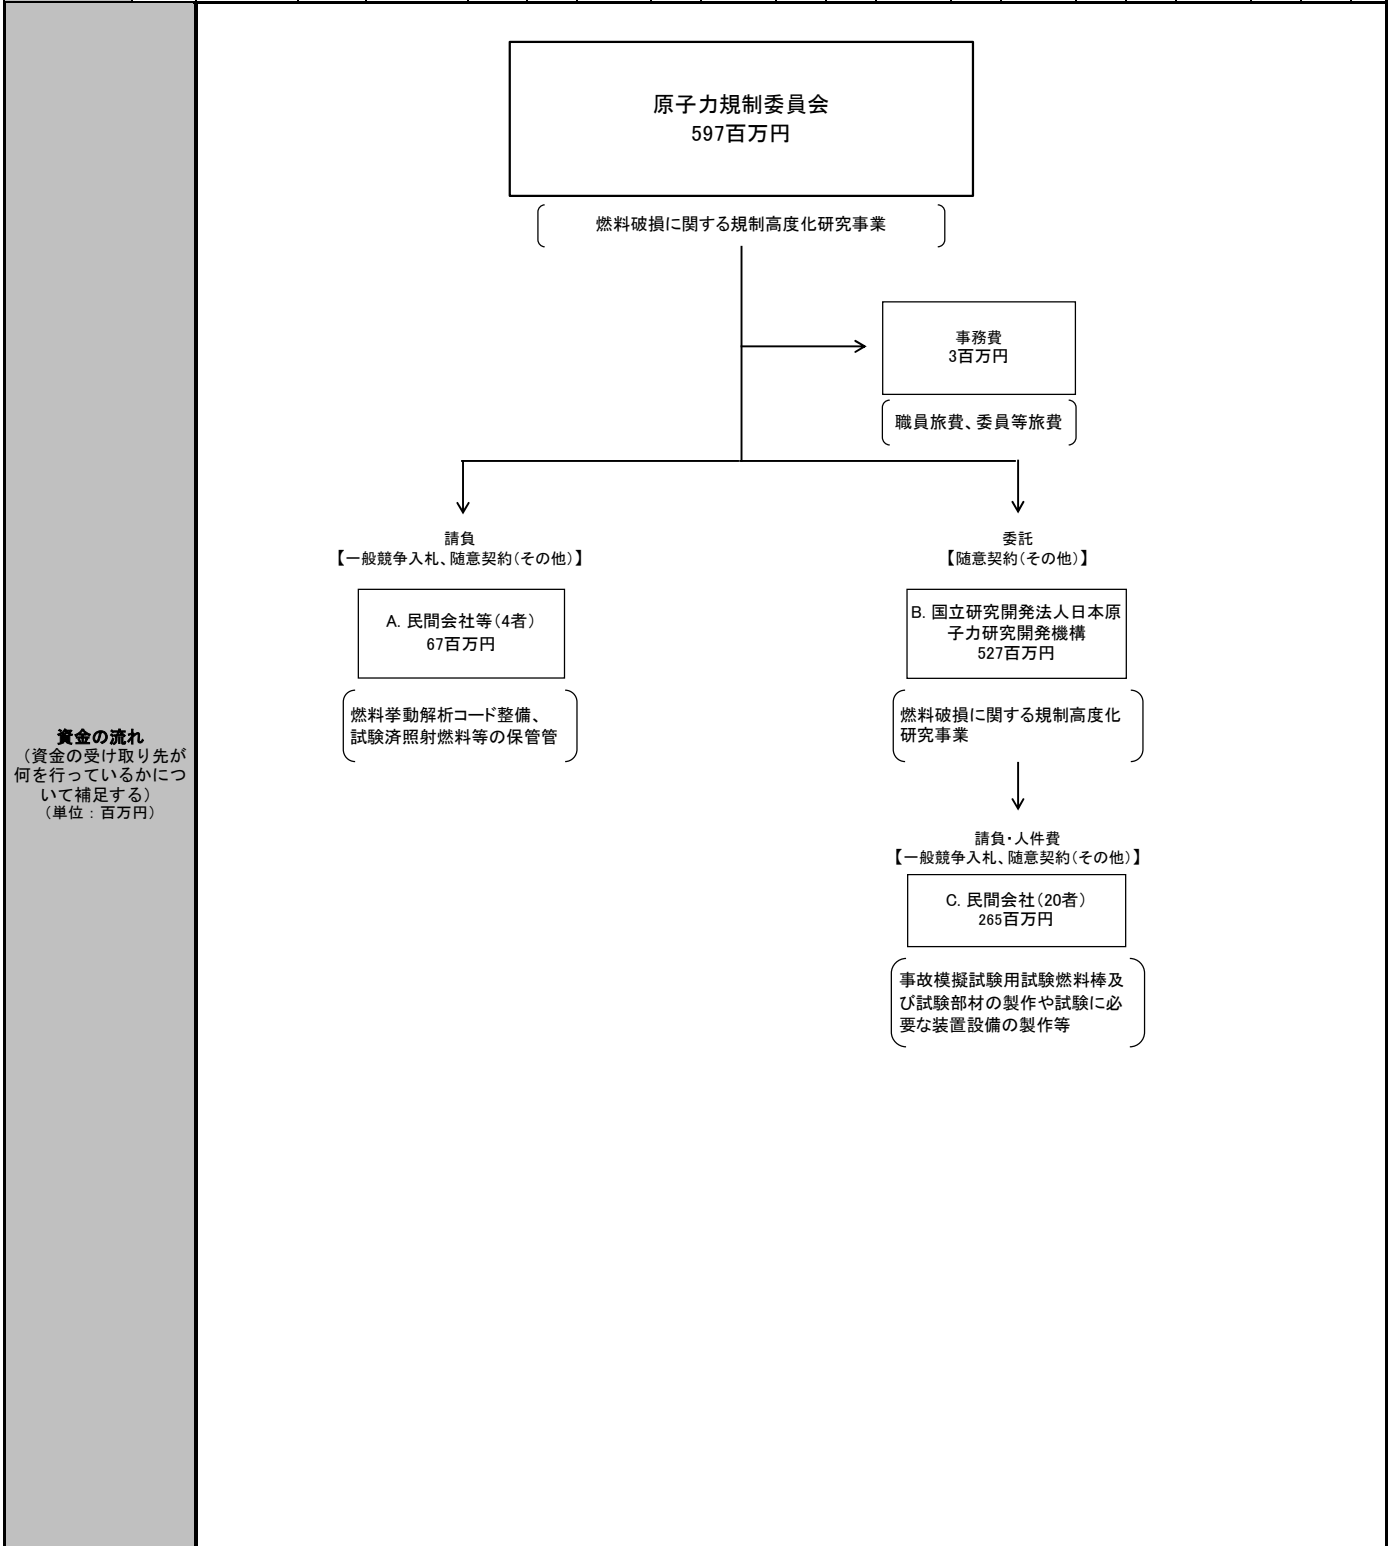 資金の流れ
（資金の受け取り先が
何を行っているかにつ
いて補足する）
（単位：百万円）
原子力規制委員会
597百万円
燃料破損に関する規制高度化研究事業
事務費
3百万円
職員旅費、委員等旅費
請負
【一般競争入札、随意契約（その他）】
A. 民間会社等（4者）
67百万円
燃料挙動解析コード整備、
試験済照射燃料等の保管管
委託
【随意契約（その他）】
B. 国立研究開発法人日本原
子力研究開発機構
527百万円
燃料破損に関する規制高度化
研究事業
請負・人件費
【一般競争入札、随意契約（その他）】
C. 民間会社（20者）
265百万円
事故模擬試験用試験燃料棒及
び試験部材の製作や試験に必
要な装置設備の製作等